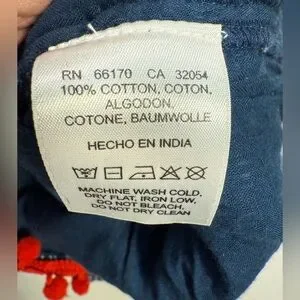 RN 66170 CA 32054
100% COTTON, COTON,
ALGODON,
COTONE, BAUMWOLLE
HECHO EN INDIA
MACHINE WASH COLD,
DRY FLAT, IRON LOW,
DO NOT BLEACH,
DO NOT DRY CLEAN